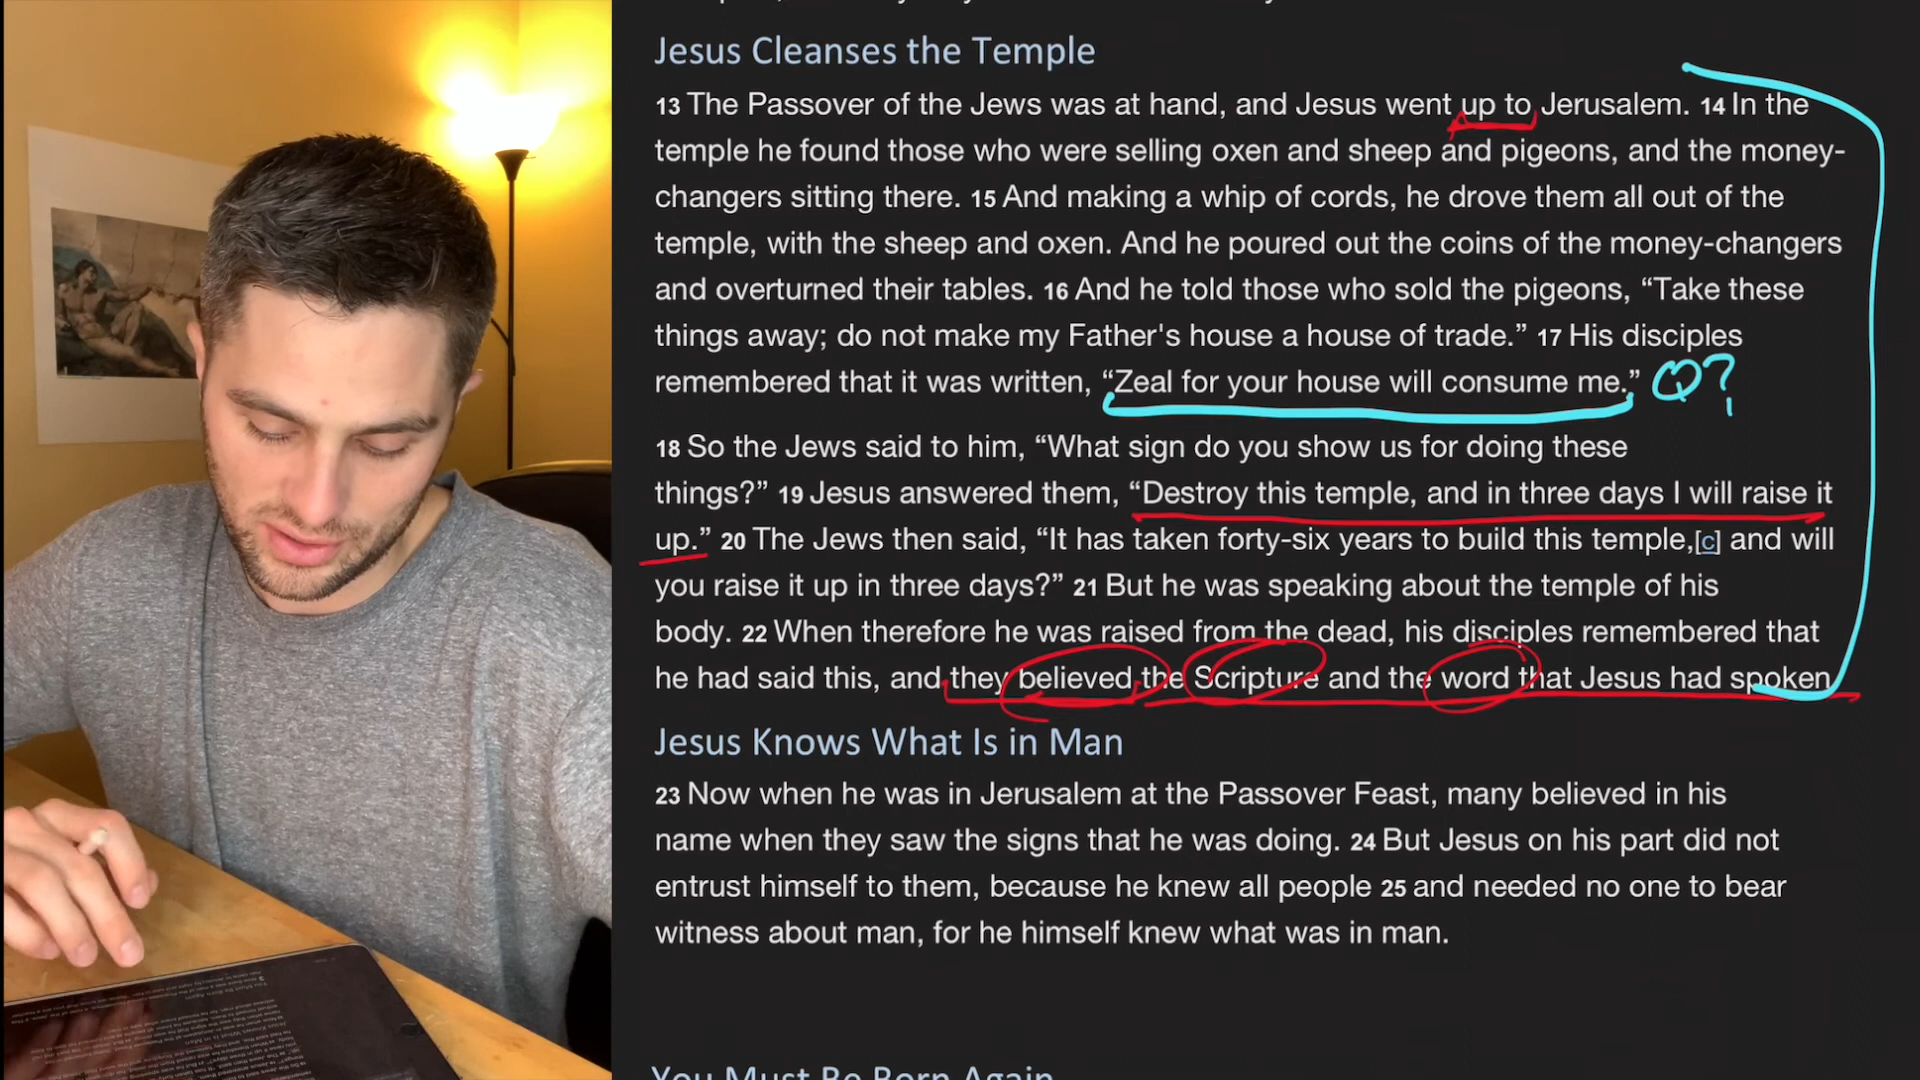 Jesus Cleanses the Temple
13 The Passover of the Jews was at hand, and Jesus went up to Jerusalem. 14 In the
temple he found those who were selling oxen and sheep and pigeons, and the money-
changers sitting there. 15 And making a whip of cords, he drove them all out of the
temple, with the sheep and oxen. And he poured out the coins of the money-changers
and overturned their tables. 16 And he told those who sold the pigeons, “Take these
things away; do not make my Father's house a house of trade.” 17 His disciples
remembered that it was written, “Zeal for your house will consume me.” Q?
18 So the Jews said to him, “What sign do you show us for doing these
things?” 19 Jesus answered them, “Destroy this temple, and in three days I will raise it
up.” 20 The Jews then said, “It has taken forty-six years to build this temple,[c] and will
you raise it up in three days?” 21 But he was speaking about the temple of his
body. 22 When therefore he was raised from the dead, his disciples remembered that
he had said this, and they believed the Scripture and the word that Jesus had spoken.
Jesus Knows What Is in Man
23 Now when he was in Jerusalem at the Passover Feast, many believed in his
name when they saw the signs that he was doing. 24 But Jesus on his part did not
entrust himself to them, because he knew all people 25 and needed no one to bear
witness about man, for he himself knew what was in man.
You Must Be Born Again